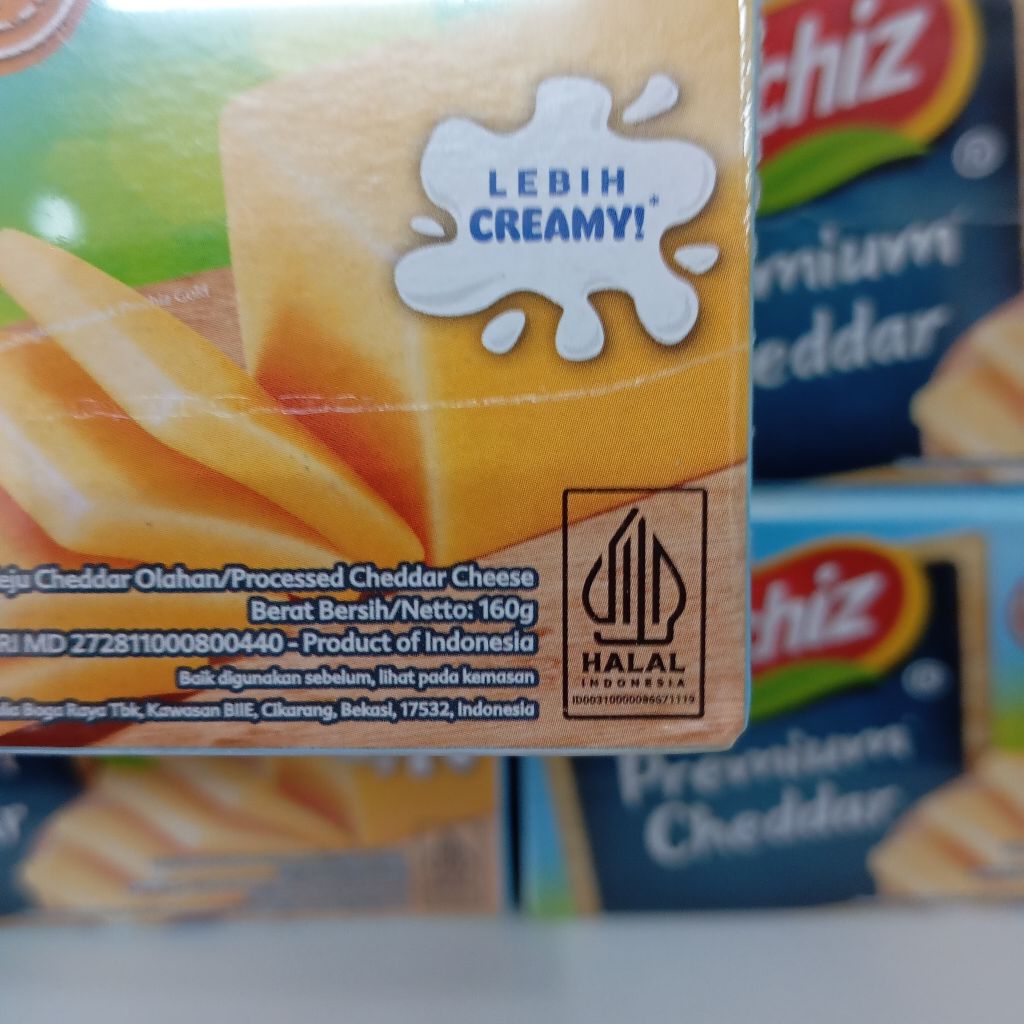 LEBIH
CREAMY!*
eju Cheddar Olahan/Processed Cheddar Cheese
Berat Bersih/Netto: 160g
RI MD 272811000800440 - Product of Indonesia
Baik digunakan sebelum, lihat pada kemasan
Boga Raya Tbk, Kawasan BIIE, Cikarang, Bekasi, 17532, Indonesia
HALAL
INDONESIA
chiz
mium
eddar
chiz
Premium
Cheddar